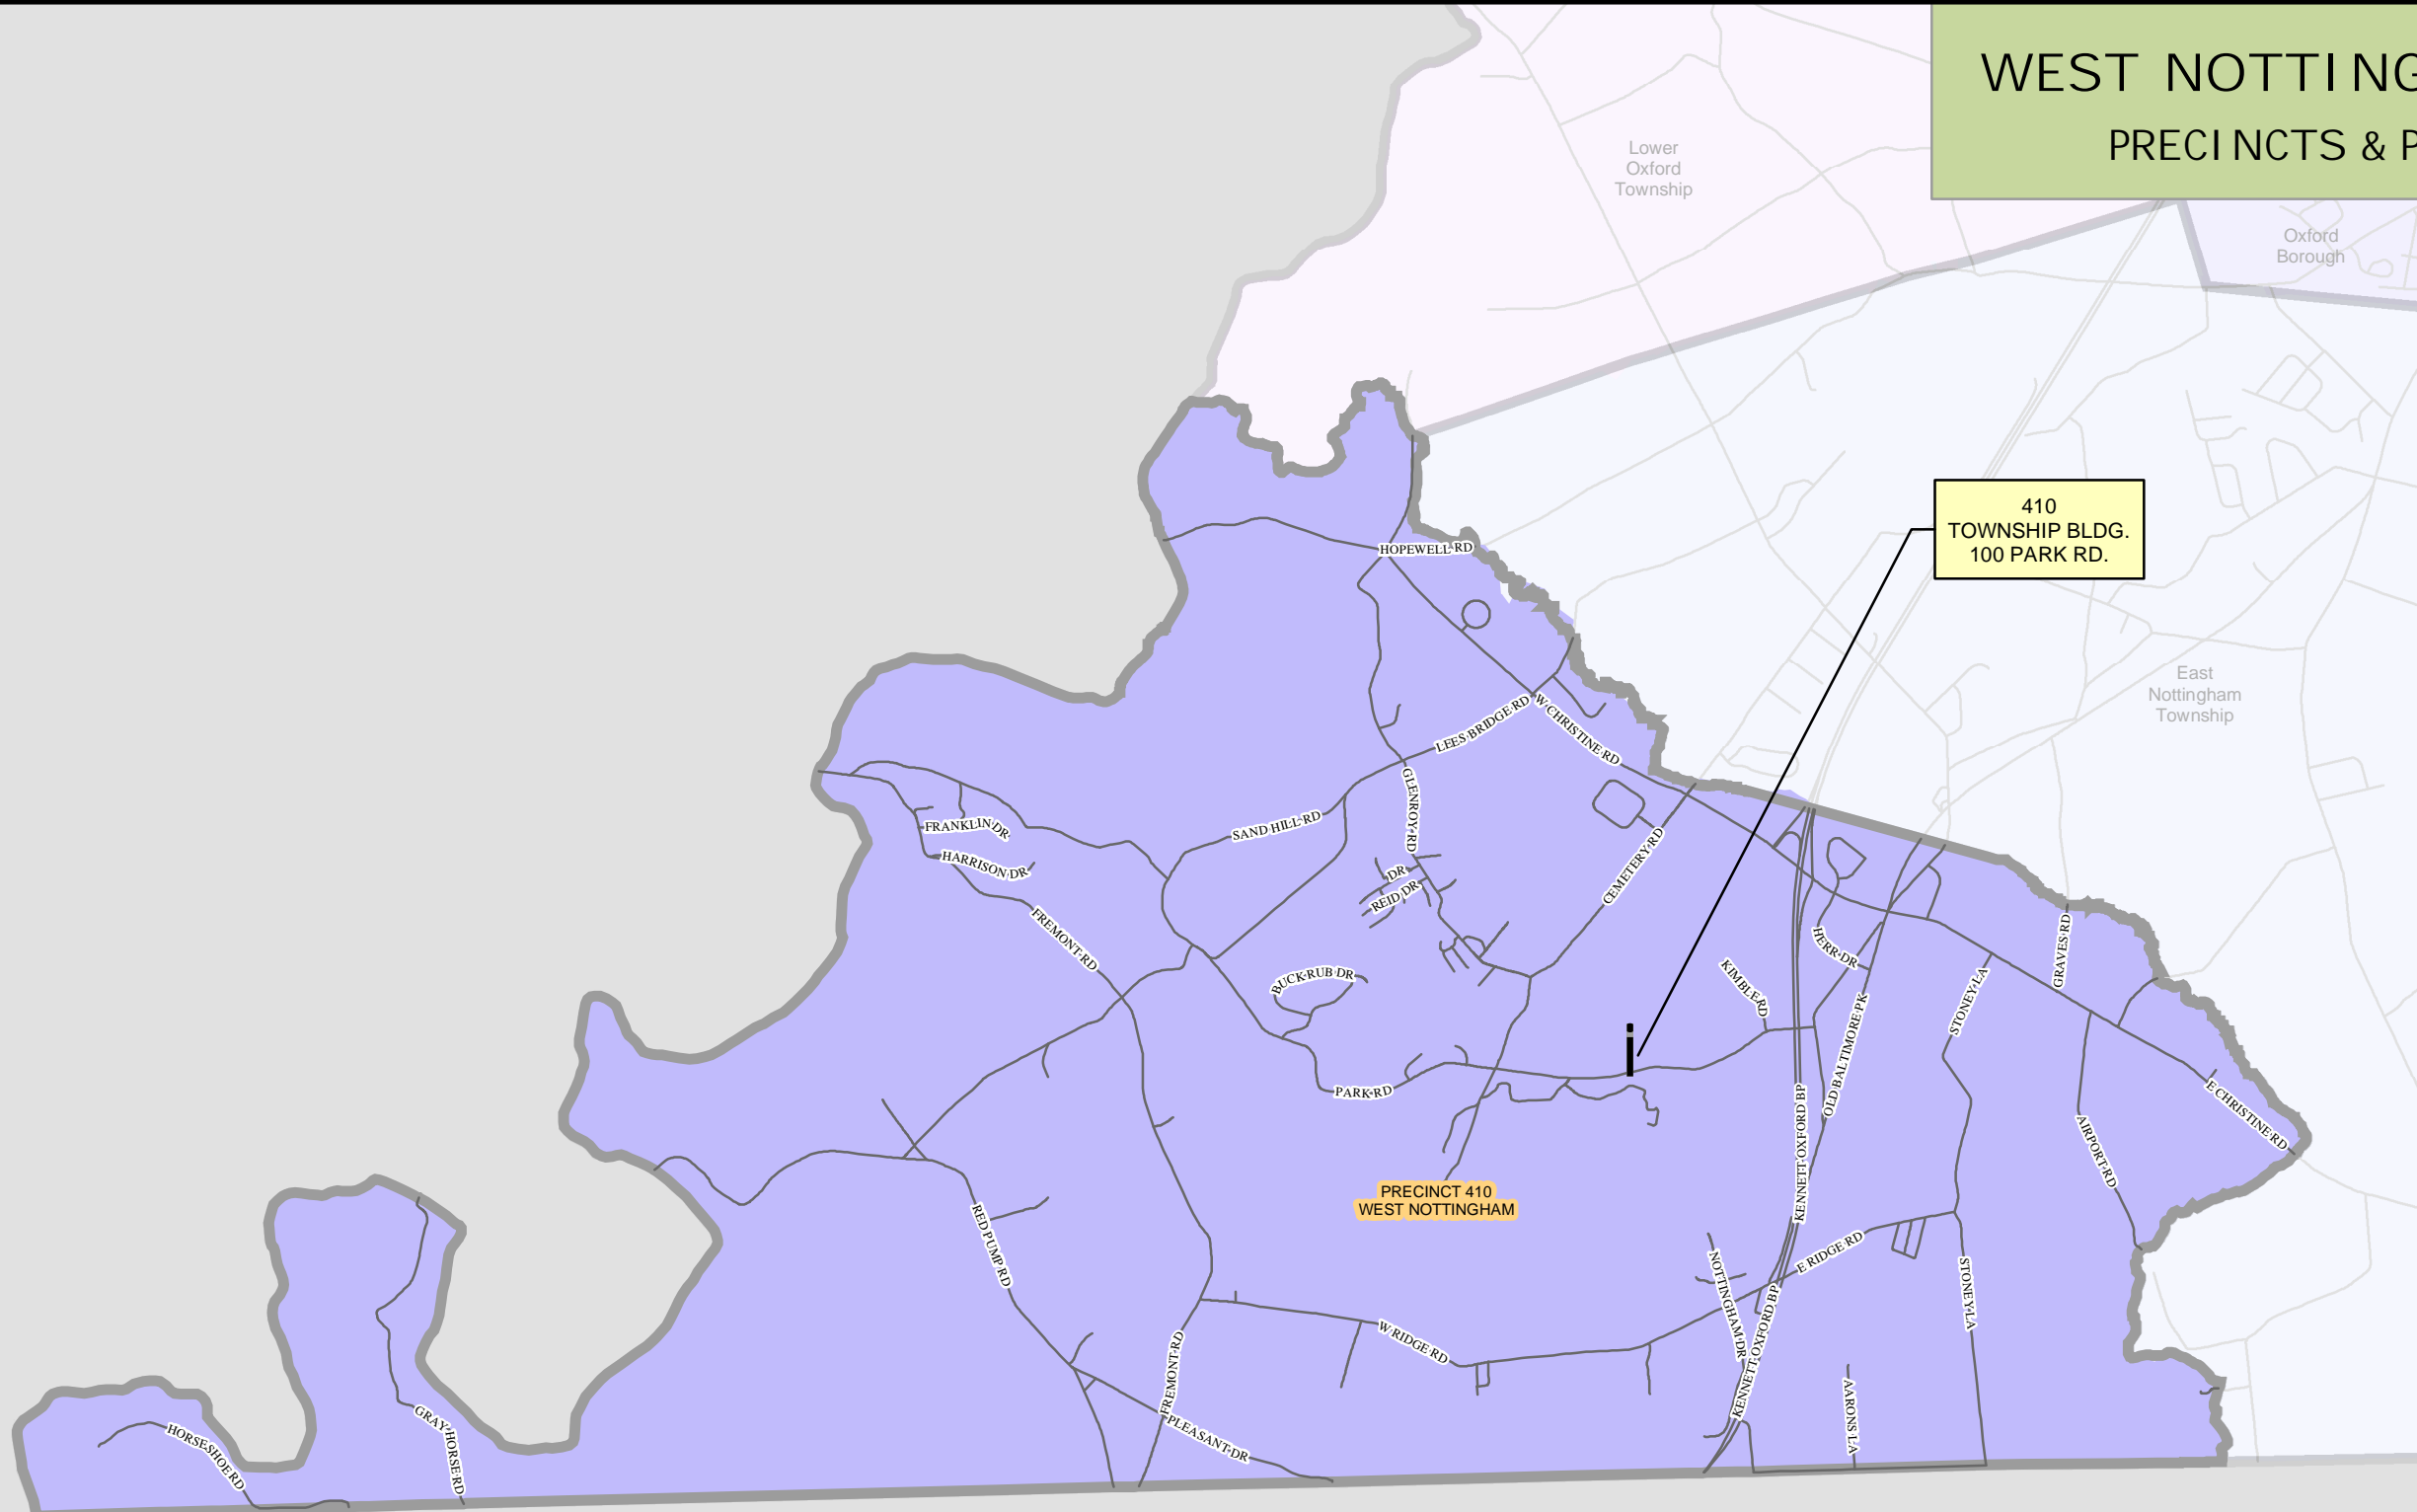 WEST NOTTING
PRECINCTS & P
Lower
Oxford
Township
Oxford
Borough
410
TOWNSHIP BLDG.
100 PARK RD.
East
Nottingham
Township
HOPEWELL RD
LEES BRIDGE RD
W CHRISTINE RD
GLENROY RD
SAND HILL RD
FRANKLIN DR
HARRISON DR
CEMETERY RD
DR
REID DR
FREMONT RD
BUCK RUB DR
KIMBLE RD
HERR DR
GRAVES RD
STONEY LA
OLD BALTIMORE PK
PARK RD
KENNETT OXFORD BP
E CHRISTINE RD
AIRPORT RD
PRECINCT 410
WEST NOTTINGHAM
RED PUMP RD
E RIDGE RD
NOTTINGHAM DR
STONEY LA
W RIDGE RD
KENNETT OXFORD BP
FREMONT RD
PLEASANT DR
AARONS LA
GRAY HORSE RD
HORSESHOE RD